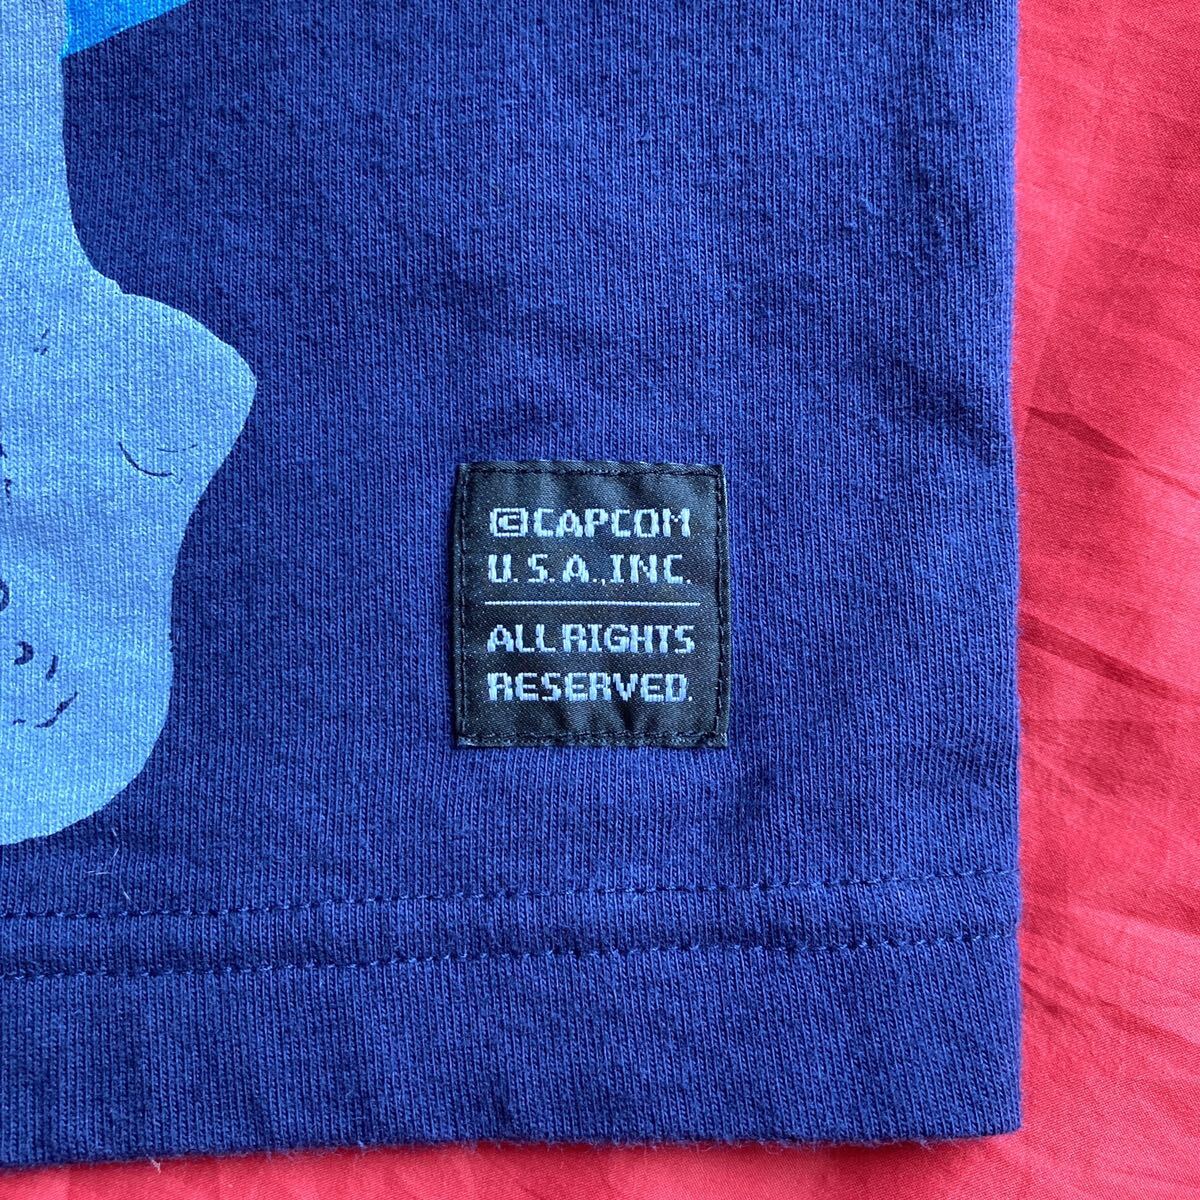 ©CAPCOM
U.S.A.,INC.
ALL RIGHTS
RESERVED.